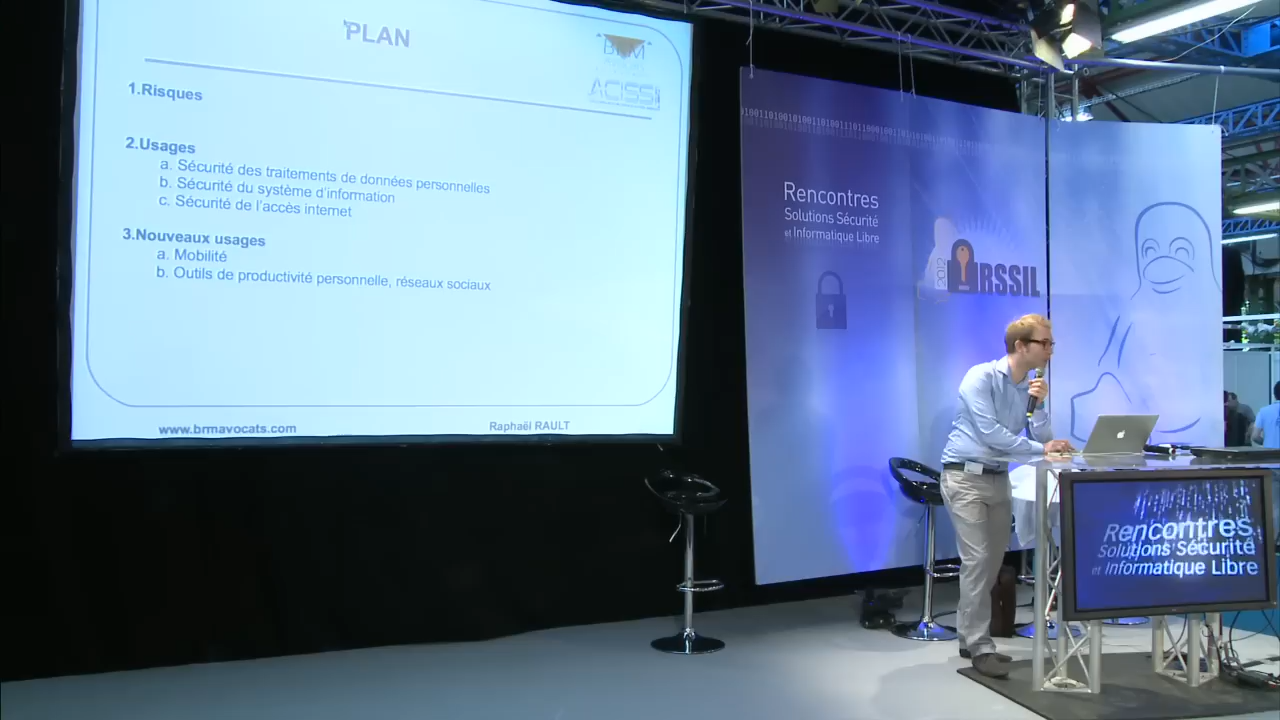 PLAN
BRM
ACISSI
1.Risques
2.Usages
a. Sécurité des traitements de données personnelles
b. Sécurité du système d'information
c. Sécurité de l'accès internet
3.Nouveaux usages
a. Mobilité
b. Outils de productivité personnelle, réseaux sociaux
www.brmavocats.com
Raphaël RAULT
Rencontres
Solutions Sécurité
et Informatique Libre
2012
RSSIL
Rencontres
Solutions Sécurité
et Informatique Libre